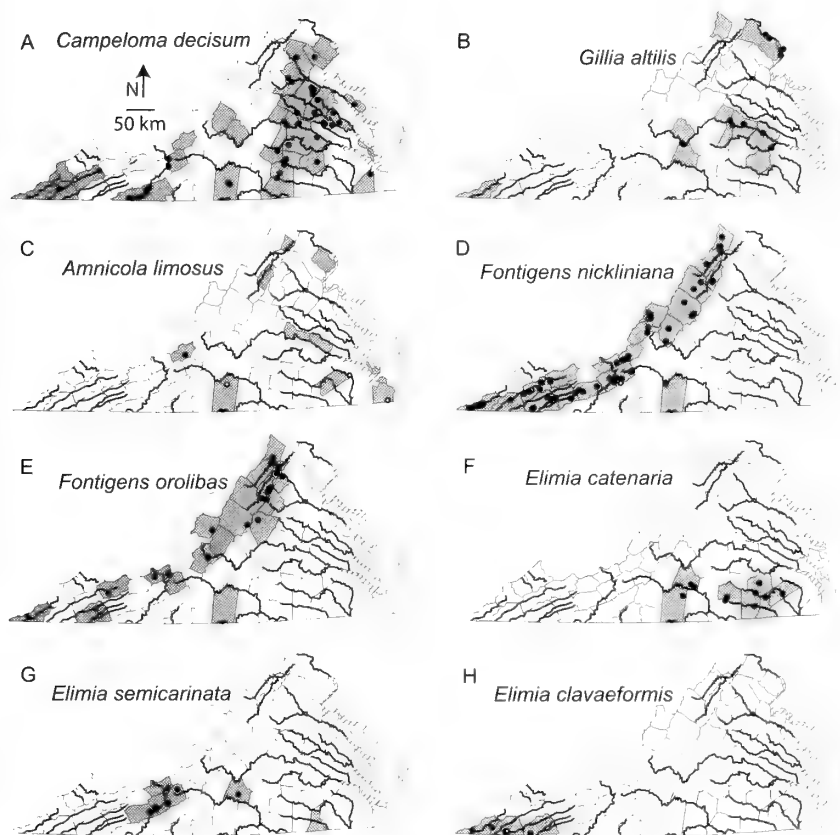 A
Campeloma decisum
N
50 km
B
Gillia altilis
C
Amnicola limosus
D
Fontigens nickliniana
E
Fontigens orolibas
F
Elimia catenaria
G
Elimia semicarinata
H
Elimia clavaeformis